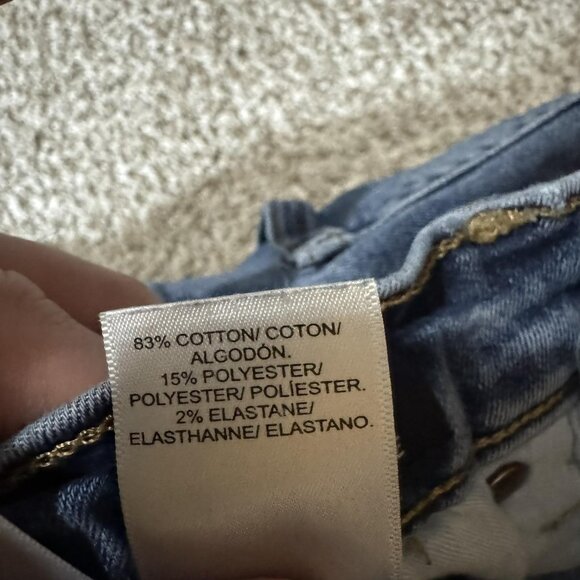 83% COTTON/ COTON/
ALGODÓN.
15% POLYESTER/
POLYESTER/ POLÍESTER.
2% ELASTANE/
ELASTHANNE/ ELASTANO.